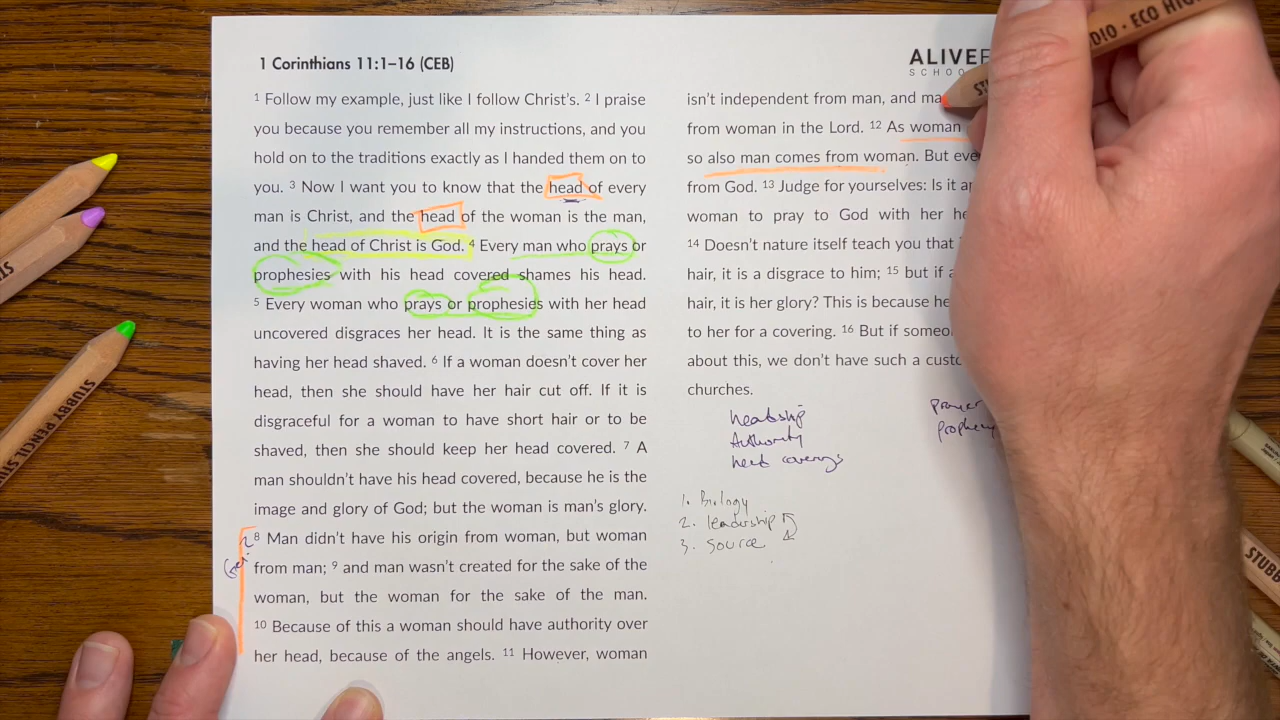 1 Corinthians 11:1–16 (CEB)
ALIVE
SCHOO
1 Follow my example, just like I follow Christ's. 2 I praise
you because you remember all my instructions, and you
hold on to the traditions exactly as I handed them on to
you. 3 Now I want you to know that the head of every
man is Christ, and the head of the woman is the man,
and the head of Christ is God. 4 Every man who prays or
prophesies with his head covered shames his head.
5 Every woman who prays or prophesies with her head
uncovered disgraces her head. It is the same thing as
having her head shaved. 6 If a woman doesn't cover her
head, then she should have her hair cut off. If it is
disgraceful for a woman to have short hair or to be
shaved, then she should keep her head covered. 7 A
man shouldn't have his head covered, because he is the
image and glory of God; but the woman is man's glory.
8 Man didn't have his origin from woman, but woman
from man; 9 and man wasn't created for the sake of the
woman, but the woman for the sake of the man.
10 Because of this a woman should have authority over
her head, because of the angels. 11 However, woman
isn't independent from man, and ma
from woman in the Lord. 12 As woman
so also man comes from woman. But eve
from God. 13 Judge for yourselves: Is it a
woman to pray to God with her he
14 Doesn't nature itself teach you that
hair, it is a disgrace to him; 15 but if a
hair, it is her glory? This is because he
to her for a covering. 16 But if someo
about this, we don't have such a custo
churches.
headship
Authority
head coverings
prayer
prophecy
1. Biology
2. leadership
3. source
STUBBY PENCIL STU
DIO · ECO HIG
STU
STUBB